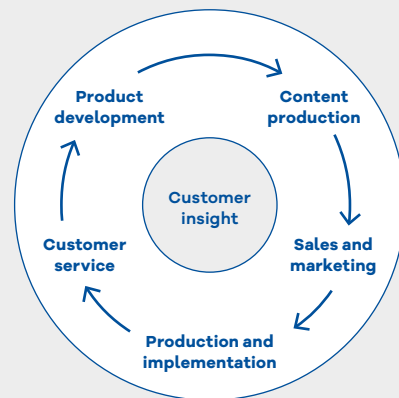 Product
development
Content
production
Customer
insight
Customer
service
Sales and
marketing
Production and
implementation